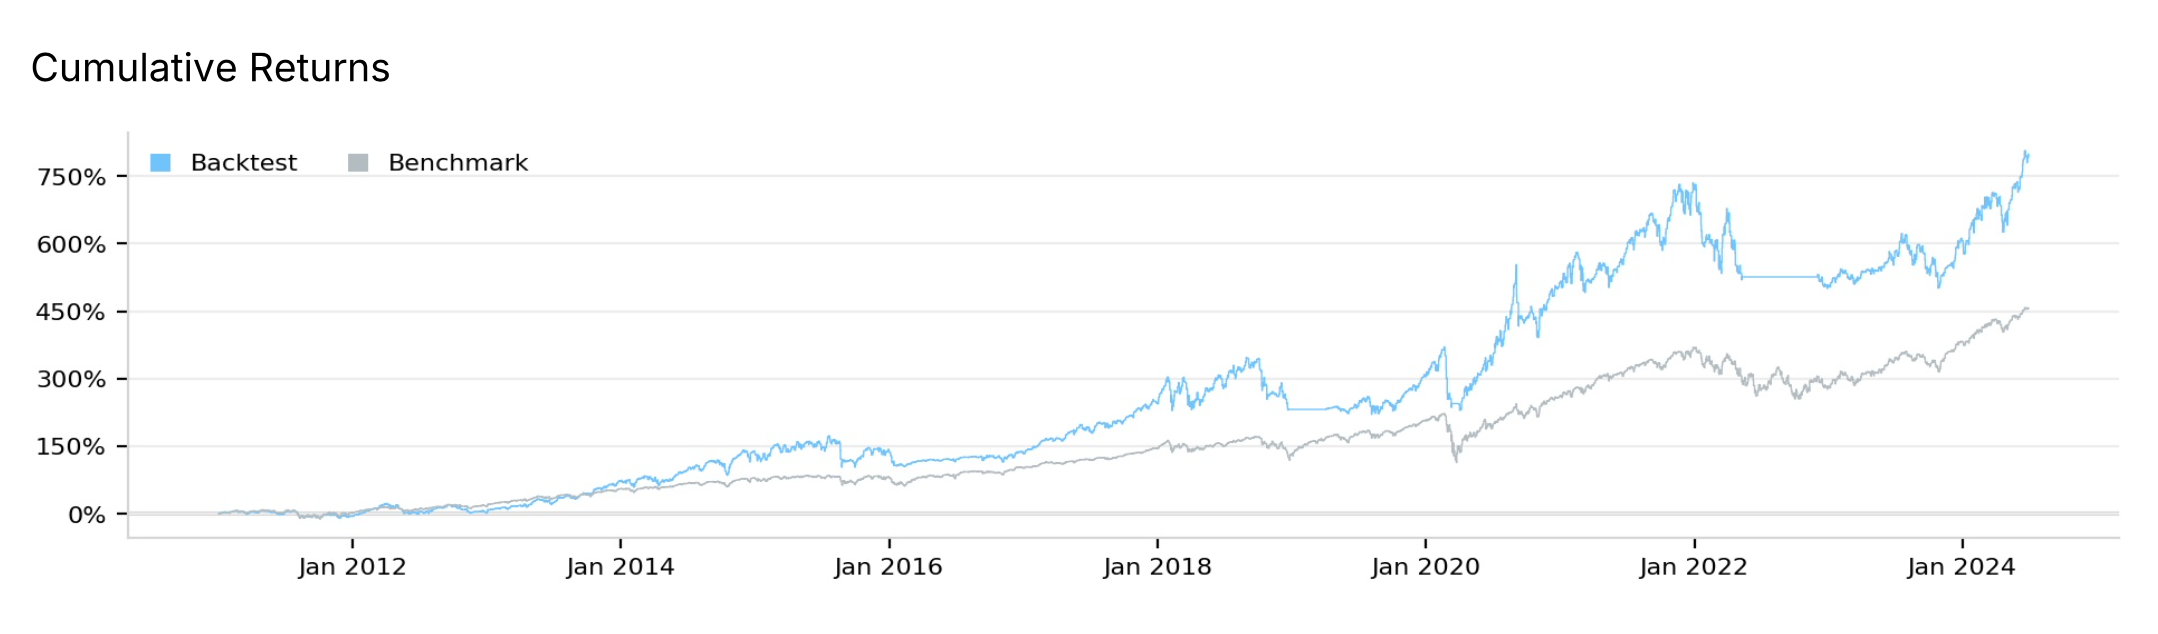 Cumulative Returns
Backtest Benchmark
750%
600%
450%
300%
150%
0%
Jan 2012 Jan 2014 Jan 2016 Jan 2018 Jan 2020 Jan 2022 Jan 2024